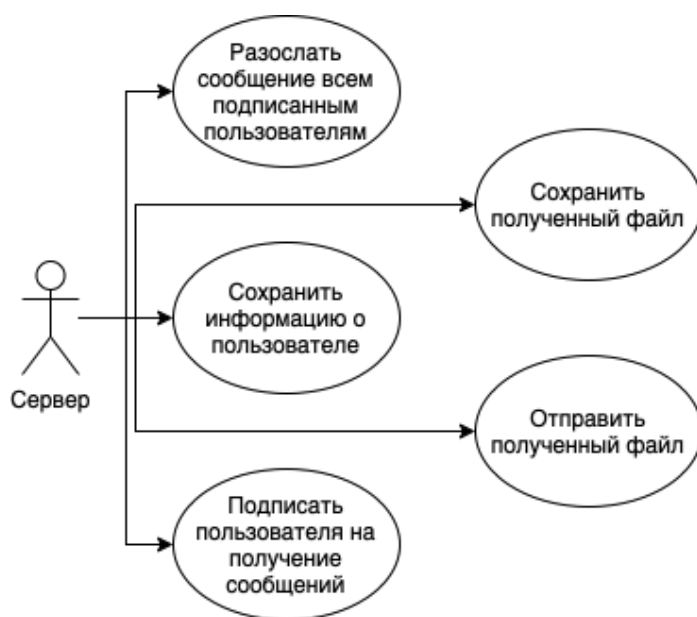 Разослать
сообщение всем
подписанным
пользователям
Сохранить
полученный файл
Сохранить
информацию о
пользователе
Сервер
Отправить
полученный файл
Подписать
пользователя на
получение
сообщений